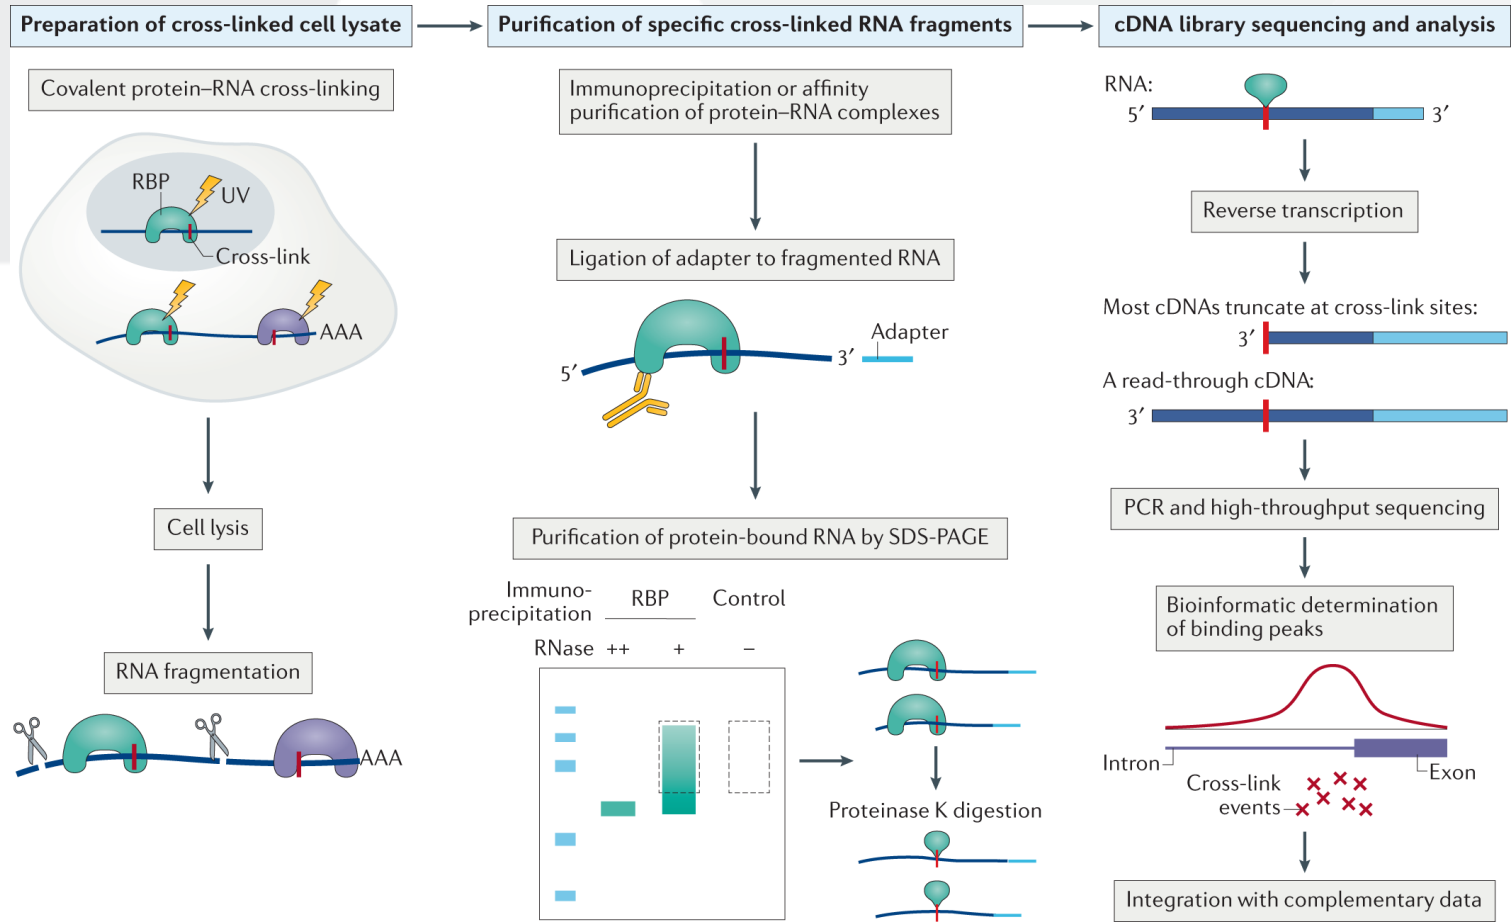 Preparation of cross-linked cell lysate
Covalent protein–RNA cross-linking
RBP
UV
Cross-link
AAA
Cell lysis
RNA fragmentation
AAA
Purification of specific cross-linked RNA fragments
Immunoprecipitation or affinity
purification of protein–RNA complexes
Ligation of adapter to fragmented RNA
Adapter
5′
3′
Purification of protein-bound RNA by SDS-PAGE
Immuno-
precipitation
RBP
Control
RNase ++ + –
Proteinase K digestion
cDNA library sequencing and analysis
RNA:
5′
3′
Reverse transcription
Most cDNAs truncate at cross-link sites:
3′
A read-through cDNA:
3′
PCR and high-throughput sequencing
Bioinformatic determination
of binding peaks
Intron
Exon
Cross-link
events
Integration with complementary data